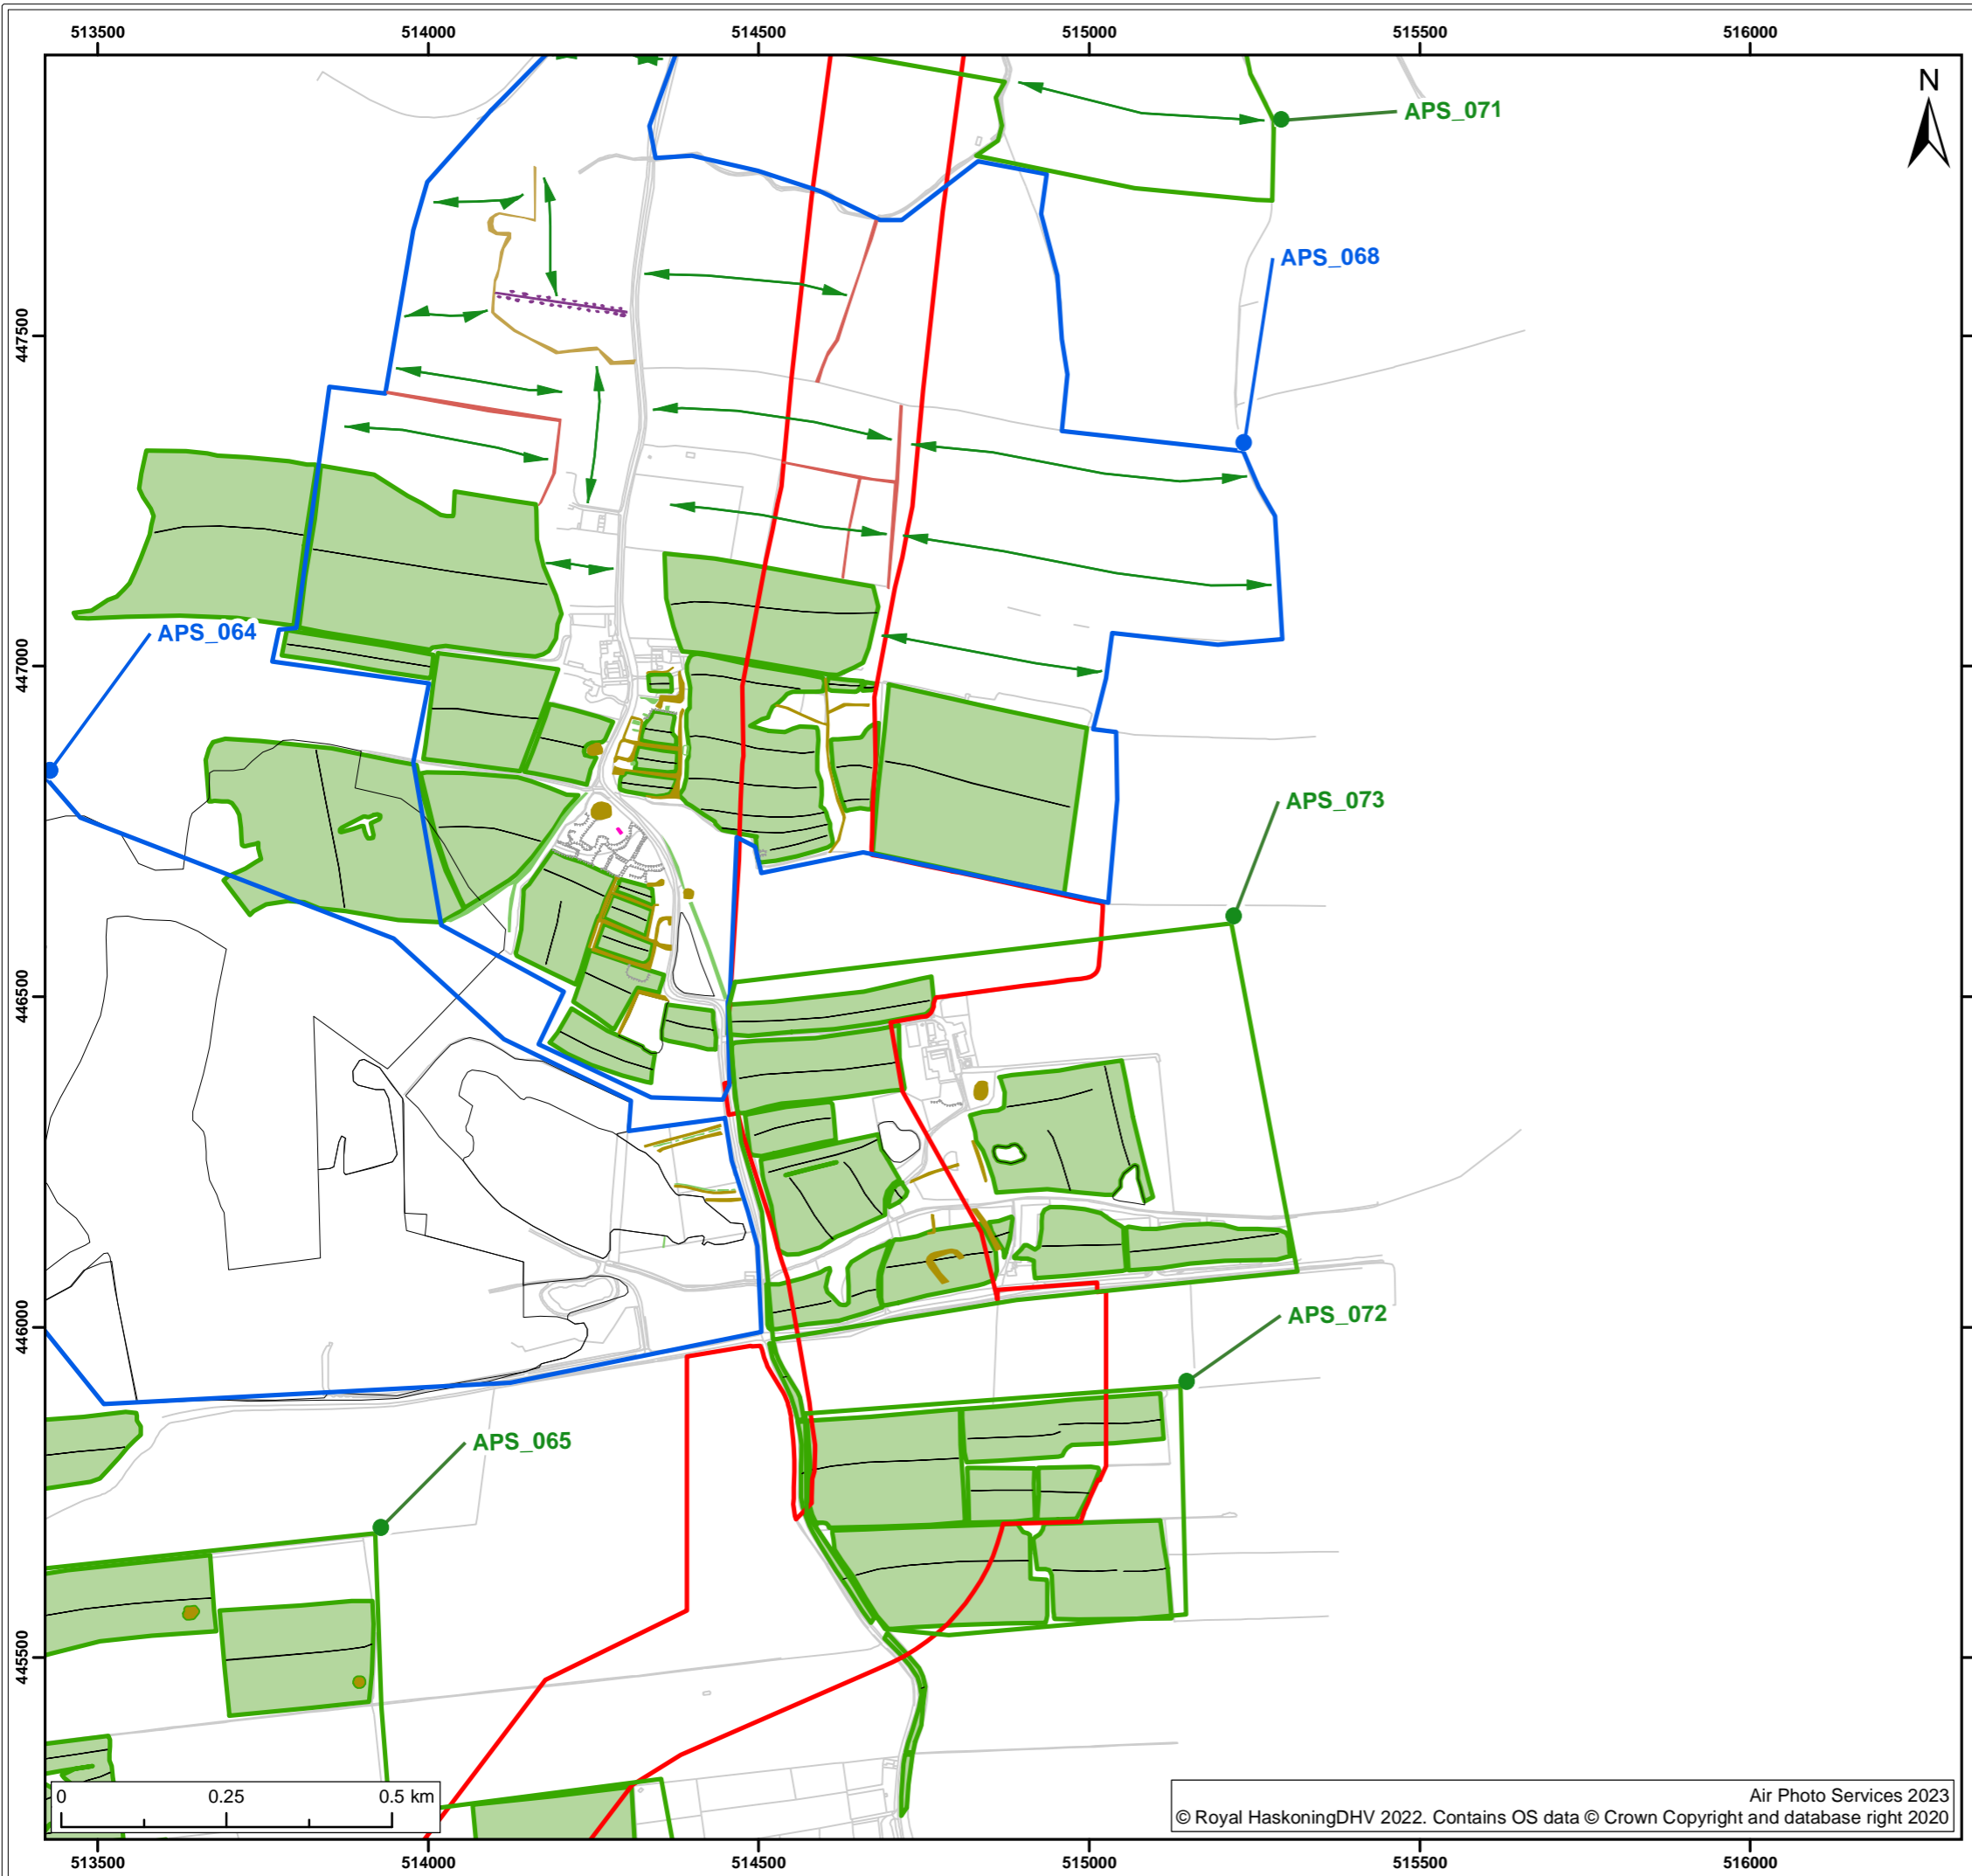 513500 514000 514500 515000 515500 516000
N
APS_071
APS_068
447500
APS_064
447000
APS_073
446500
APS_072
446000
APS_065
445500
0 0.25 0.5 km
Air Photo Services 2023
© Royal HaskoningDHV 2022. Contains OS data © Crown Copyright and database right 2020
513500 514000 514500 515000 515500 516000